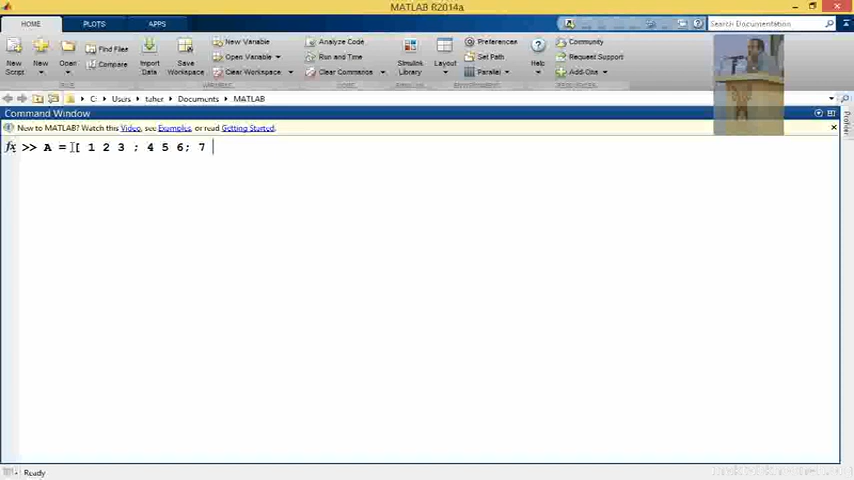 MATLAB R2014a
HOME PLOTS APPS Search Documentation
New Script New Open Find Files Compare Import Data Save Workspace New Variable Open Variable Clear Workspace Analyze Code Run and Time Clear Commands Simulink Library Layout Preferences Set Path Parallel Help Community Request Support Add-Ons
C: Users taher Documents MATLAB
Command Window
New to MATLAB? Watch this Video, see Examples, or read Getting Started.
fx >> A = [ 1 2 3 ; 4 5 6; 7
Ready